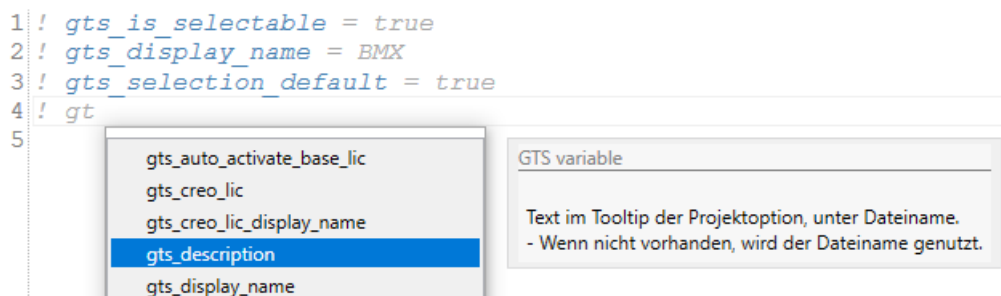 1 ! gts_is_selectable = true
2 ! gts_display_name = BMX
3 ! gts_selection_default = true
4 ! gt
5
gts_auto_activate_base_lic
gts_creo_lic
gts_creo_lic_display_name
gts_description
gts_display_name
GTS variable
Text im Tooltip der Projektoption, unter Dateiname.
- Wenn nicht vorhanden, wird der Dateiname genutzt.